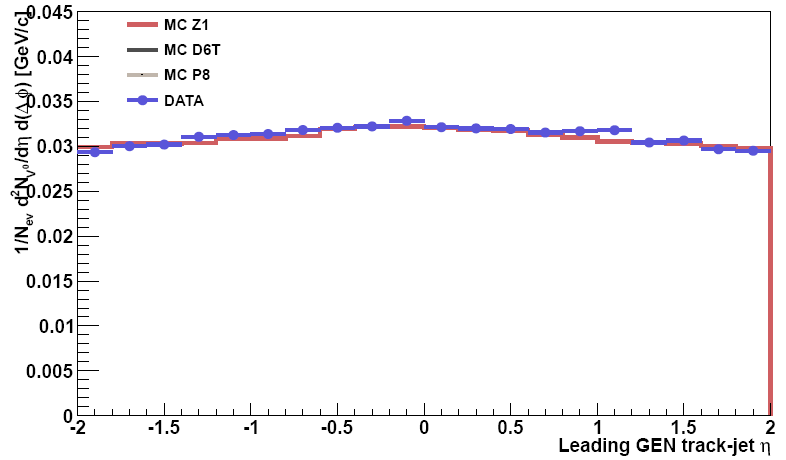 1/N_ev d²N_V⁰/dη d(Δ φ) [GeV/c]
0.045
0.04
0.035
0.03
0.025
0.02
0.015
0.01
0.005
0
MC Z1
MC D6T
MC P8
DATA
-2 -1.5 -1 -0.5 0 0.5 1 1.5 2
Leading GEN track-jet η